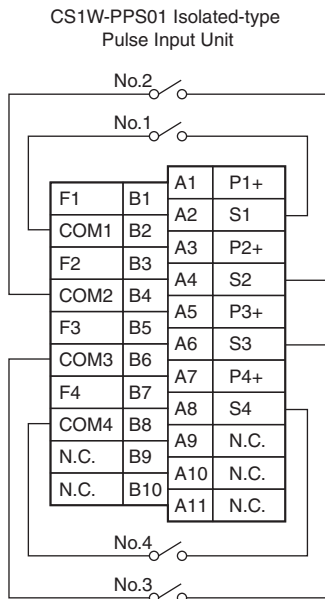 CS1W-PPS01 Isolated-type
Pulse Input Unit
No.2
No.1
A1 P1+
F1 B1
A2 S1
COM1 B2
A3 P2+
F2 B3
A4 S2
COM2 B4
A5 P3+
F3 B5
A6 S3
COM3 B6
A7 P4+
F4 B7
A8 S4
COM4 B8
A9 N.C.
N.C. B9
A10 N.C.
N.C. B10
A11 N.C.
No.4
No.3